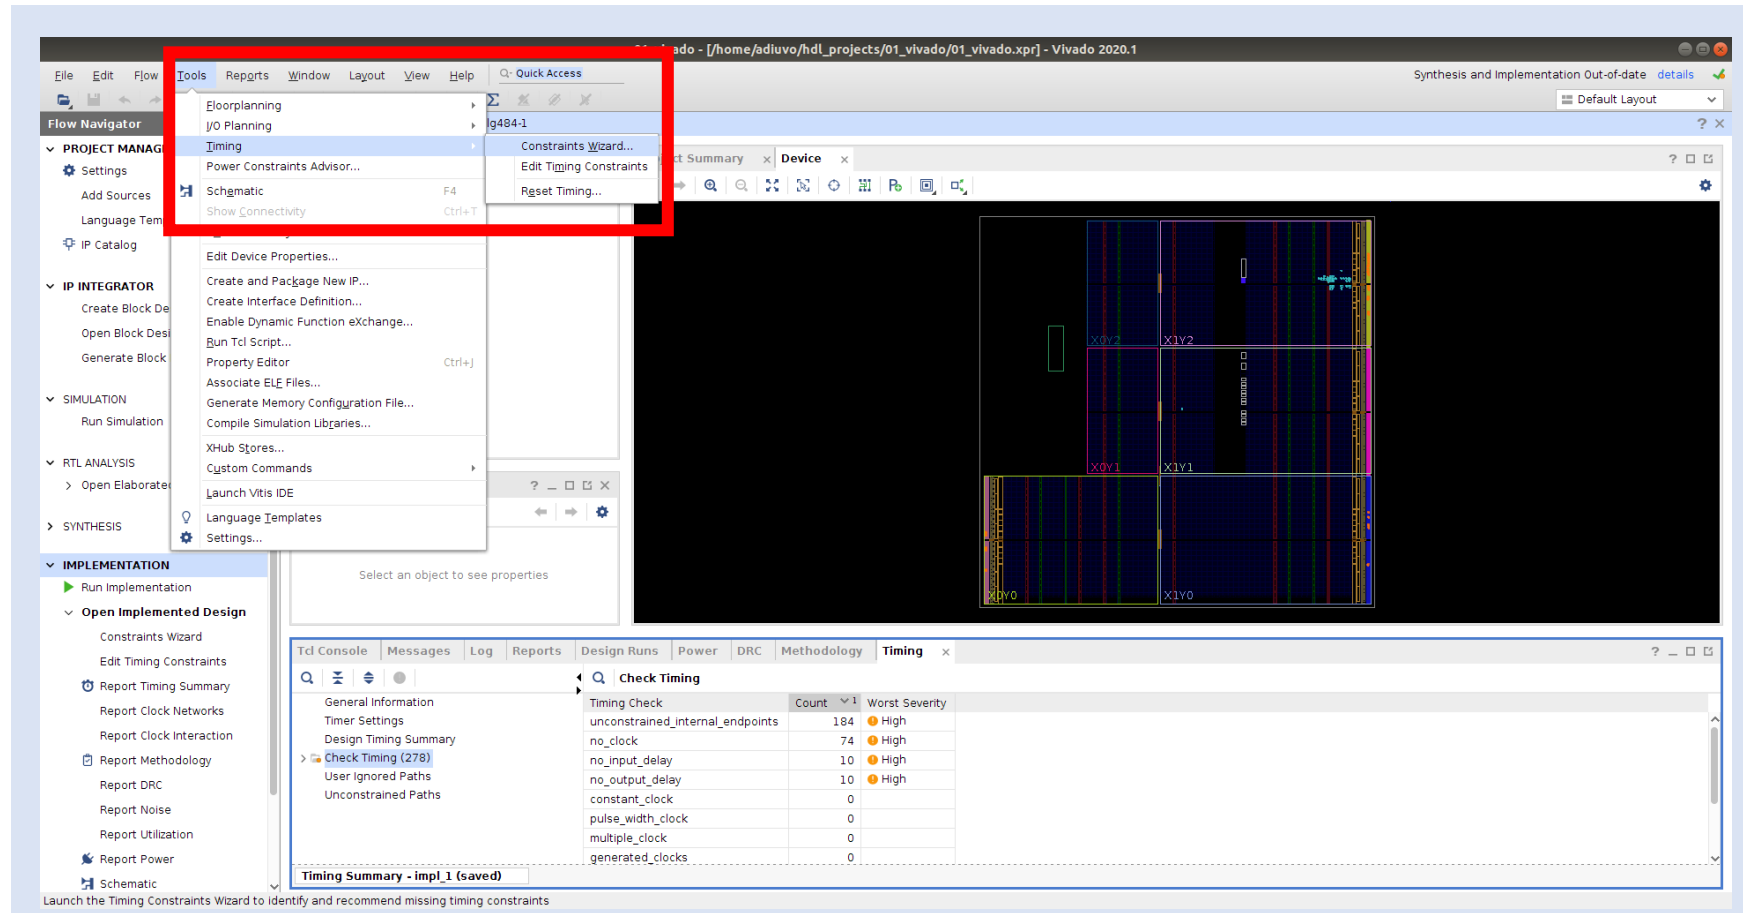 ado - [/home/adiuvo/hdl_projects/01_vivado/01_vivado.xpr] - Vivado 2020.1
File Edit Flow Tools Reports Window Layout View Help Quick Access
Synthesis and Implementation Out-of-date details
Default Layout
Flow Navigator
lg484-1
PROJECT MANAG
Settings
Add Sources
Language Tem
IP Catalog
IP INTEGRATOR
Create Block De
Open Block Desi
Generate Block
SIMULATION
Run Simulation
RTL ANALYSIS
Open Elaborate
SYNTHESIS
IMPLEMENTATION
Run Implementation
Open Implemented Design
Constraints Wizard
Edit Timing Constraints
Report Timing Summary
Report Clock Networks
Report Clock Interaction
Report Methodology
Report DRC
Report Noise
Report Utilization
Report Power
Schematic
Floorplanning
I/O Planning
Timing
Power Constraints Advisor...
Schematic F4
Show Connectivity Ctrl+T
Edit Device Properties...
Create and Package New IP...
Create Interface Definition...
Enable Dynamic Function eXchange...
Run Tcl Script...
Property Editor Ctrl+J
Associate ELF Files...
Generate Memory Configuration File...
Compile Simulation Libraries...
XHub Stores...
Custom Commands
Launch Vitis IDE
Language Templates
Settings...
Constraints Wizard...
Edit Timing Constraints
Reset Timing...
ct Summary Device
X0Y2 X1Y2
X0Y1 X1Y1
X0Y0 X1Y0
Select an object to see properties
Tcl Console Messages Log Reports Design Runs Power DRC Methodology Timing
General Information
Timer Settings
Design Timing Summary
Check Timing (278)
User Ignored Paths
Unconstrained Paths
Check Timing
Timing Check Count 1 Worst Severity
unconstrained_internal_endpoints 184 High
no_clock 74 High
no_input_delay 10 High
no_output_delay 10 High
constant_clock 0
pulse_width_clock 0
multiple_clock 0
generated_clocks 0
Timing Summary - impl_1 (saved)
Launch the Timing Constraints Wizard to identify and recommend missing timing constraints